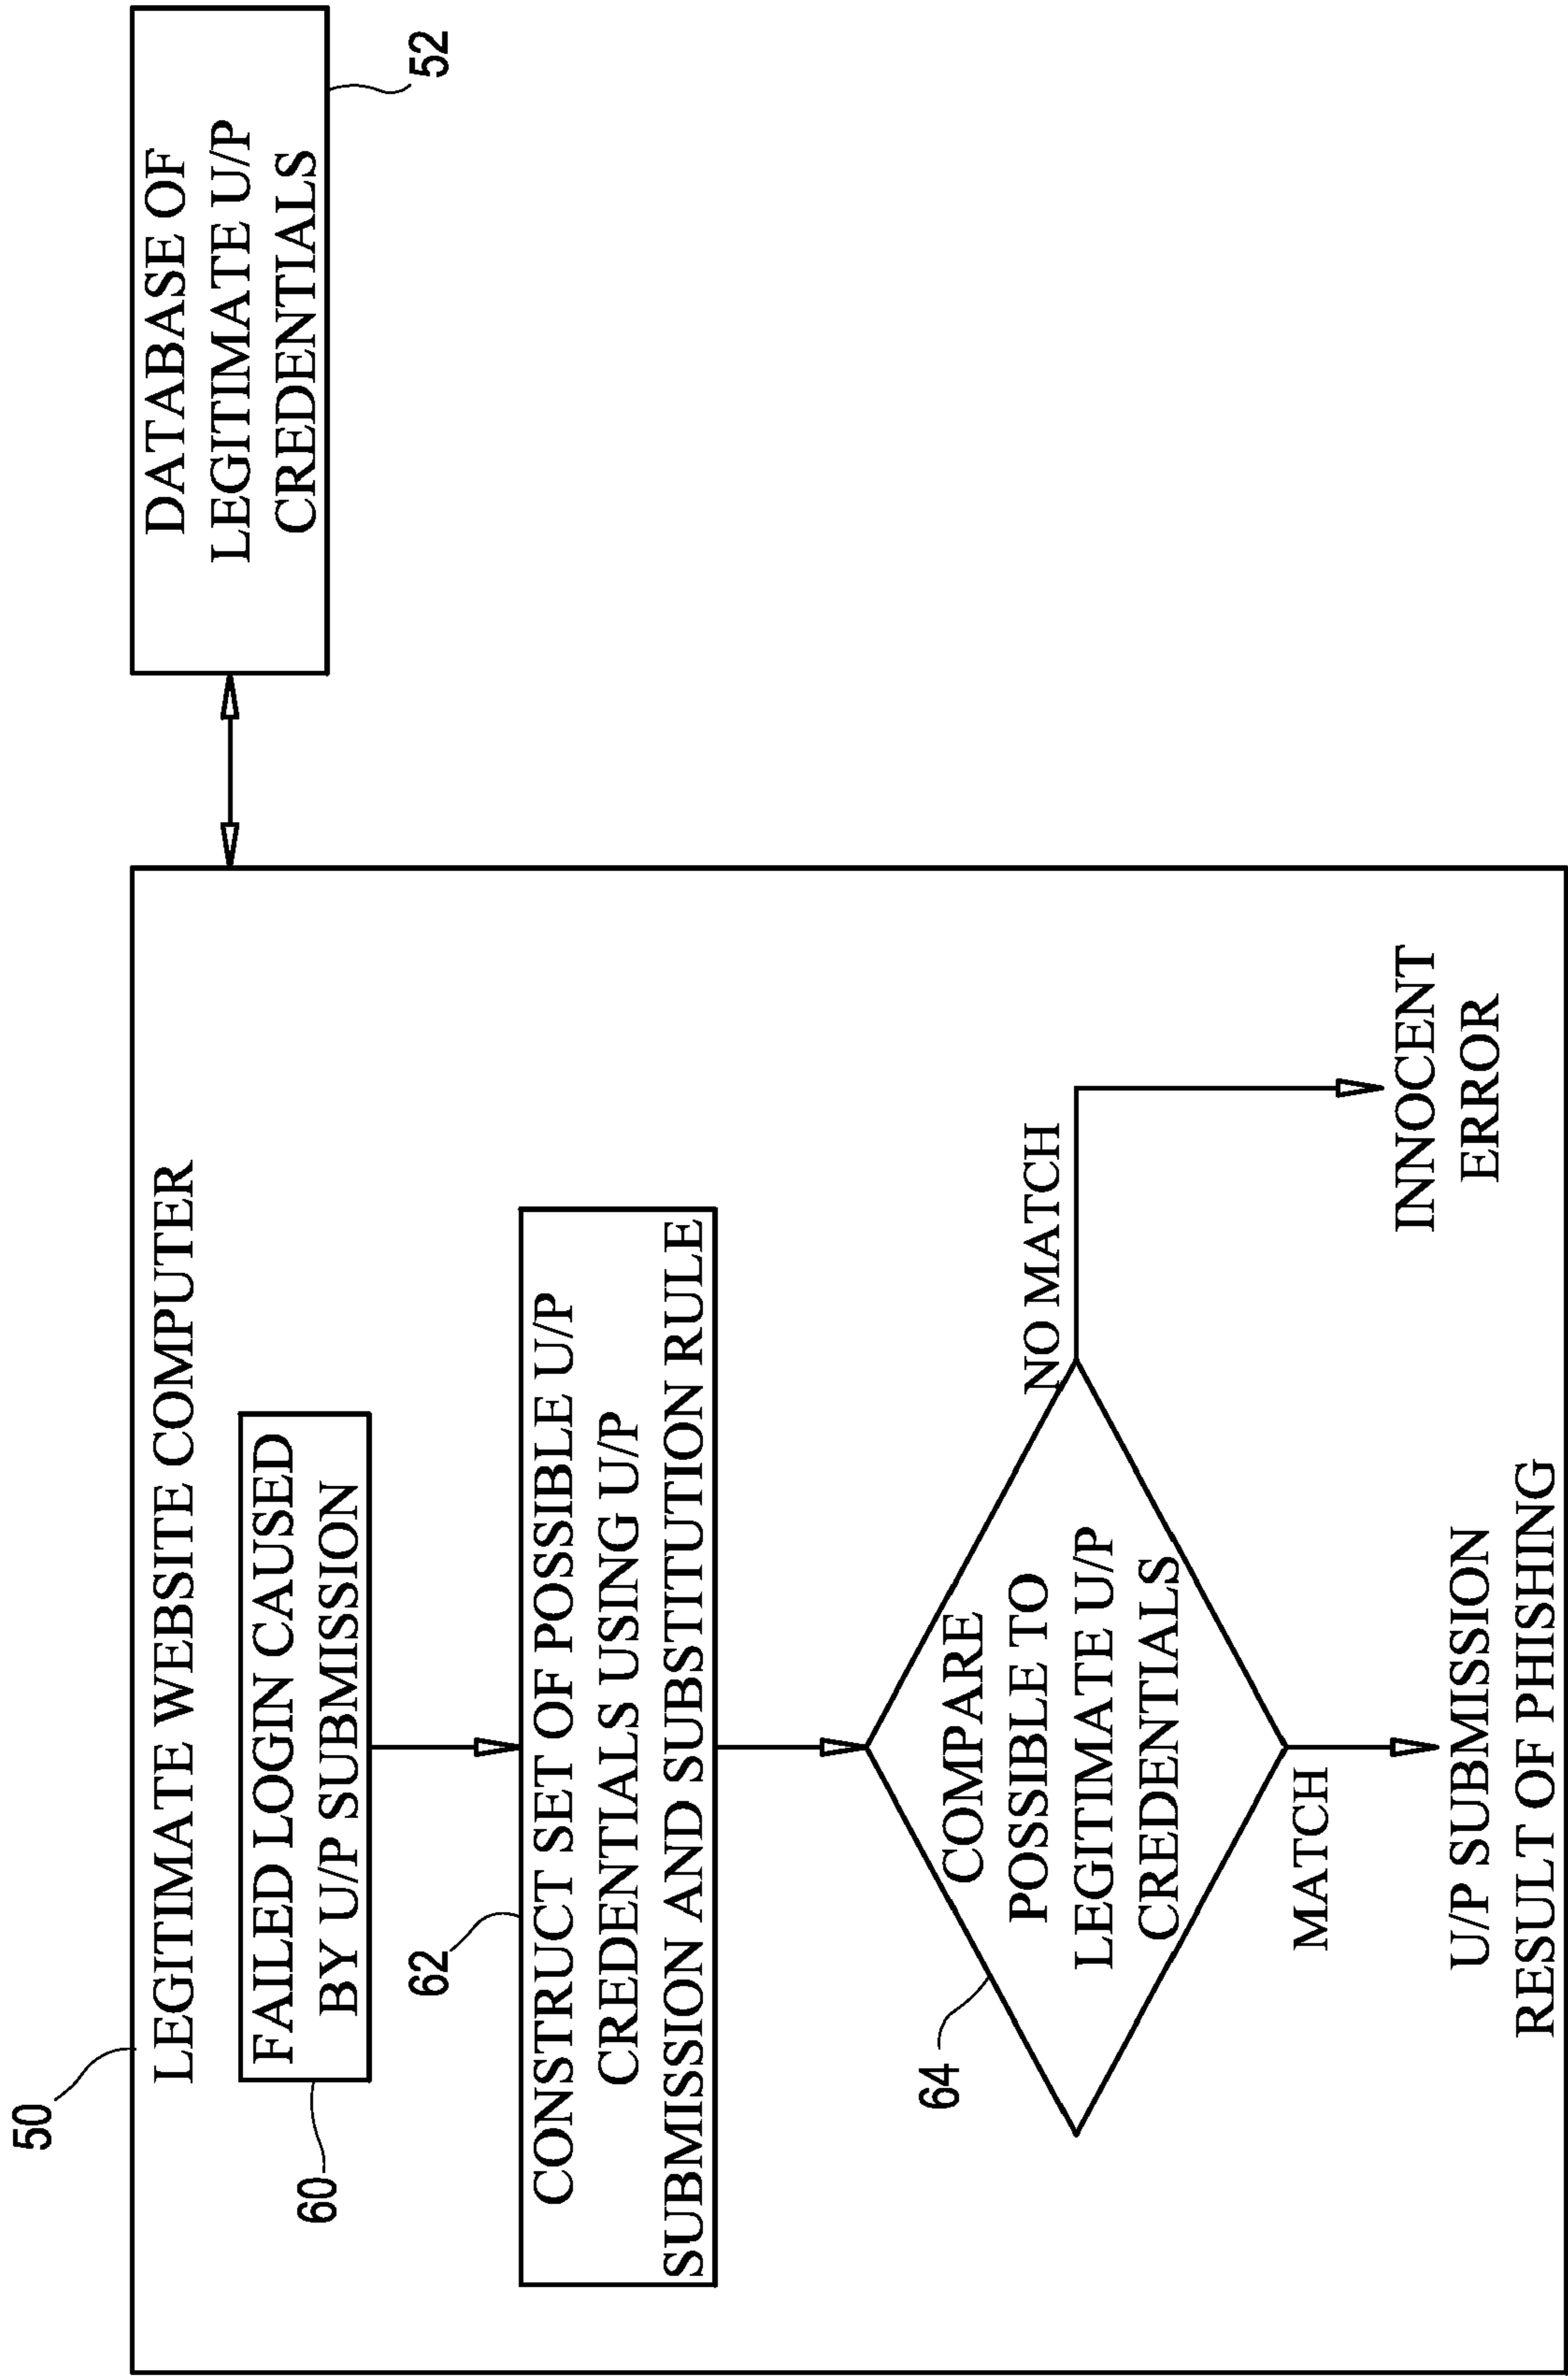 50
LEGITIMATE WEBSITE COMPUTER
60
FAILED LOGIN CAUSED
BY U/P SUBMISSION
62
CONSTRUCT SET OF POSSIBLE U/P
CREDENTIALS USING U/P
SUBMISSION AND SUBSTITUTION RULE
64
COMPARE
POSSIBLE TO
LEGITIMATE U/P
CREDENTIALS
NO MATCH
INNOCENT
ERROR
MATCH
U/P SUBMISSION
RESULT OF PHISHING
DATABASE OF
LEGITIMATE U/P
CREDENTIALS
52